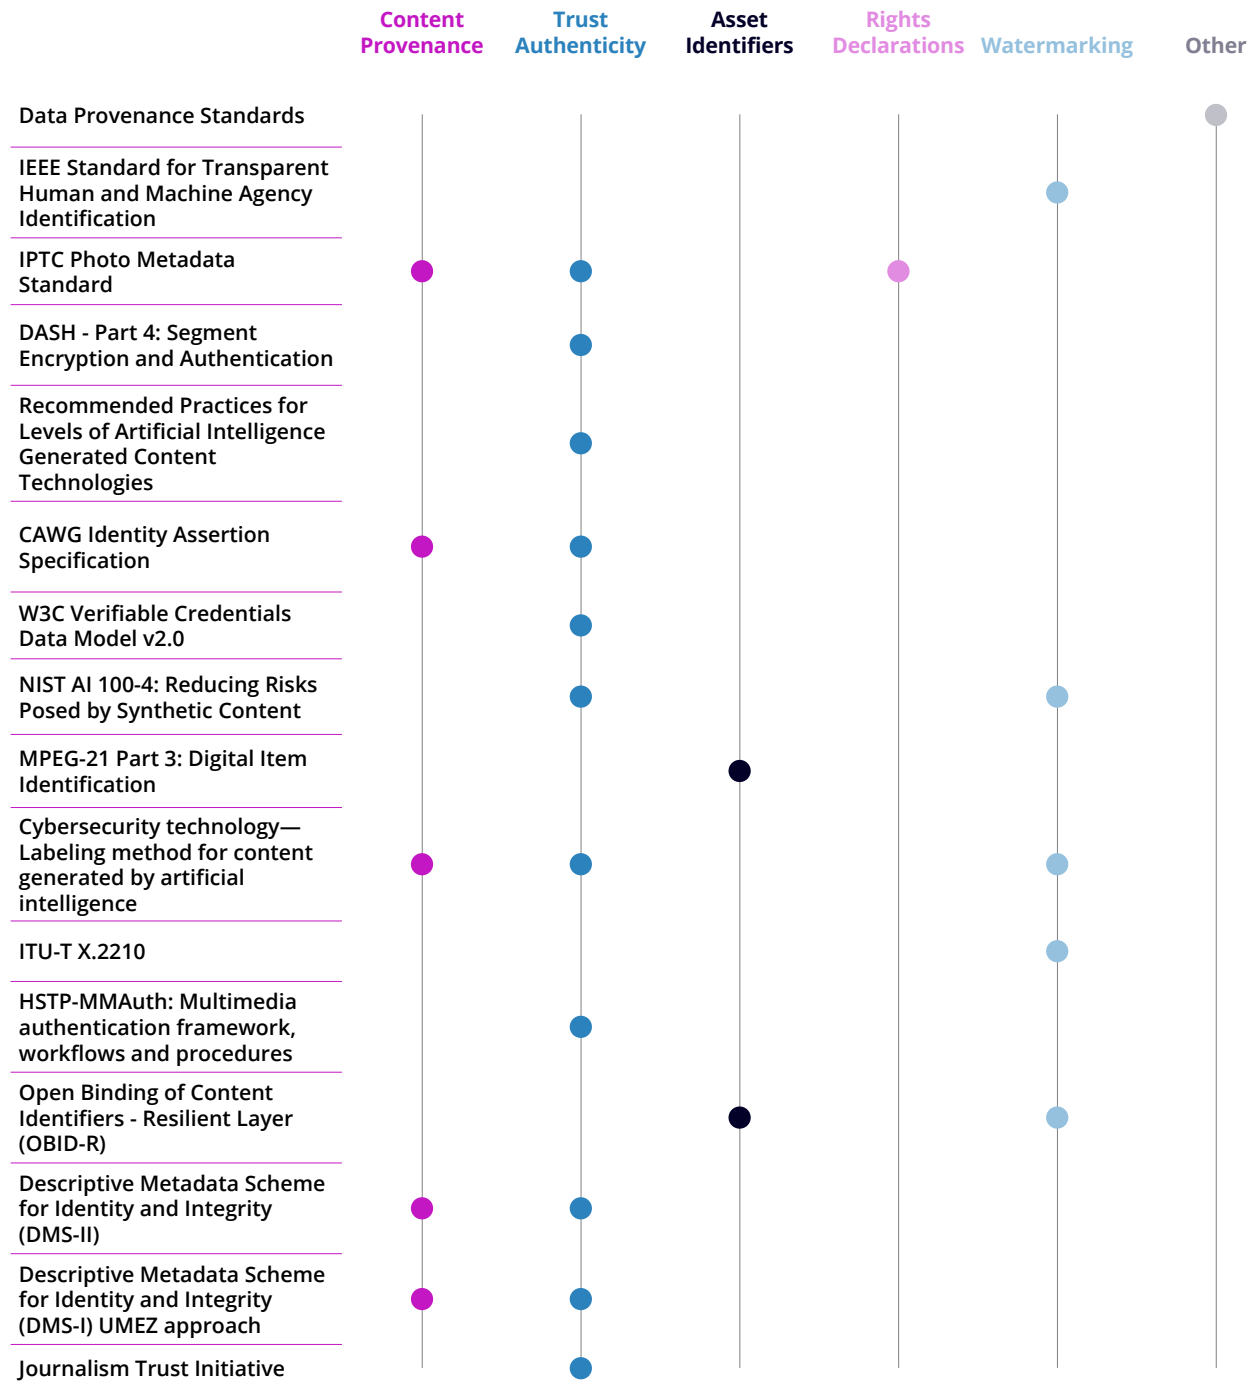 Content
Provenance
Trust
Authenticity
Asset
Identifiers
Rights
Declarations
Watermarking
Other
Data Provenance Standards
IEEE Standard for Transparent
Human and Machine Agency
Identification
IPTC Photo Metadata
Standard
DASH - Part 4: Segment
Encryption and Authentication
Recommended Practices for
Levels of Artificial Intelligence
Generated Content
Technologies
CAWG Identity Assertion
Specification
W3C Verifiable Credentials
Data Model v2.0
NIST AI 100-4: Reducing Risks
Posed by Synthetic Content
MPEG-21 Part 3: Digital Item
Identification
Cybersecurity technology—
Labeling method for content
generated by artificial
intelligence
ITU-T X.2210
HSTP-MMAuth: Multimedia
authentication framework,
workflows and procedures
Open Binding of Content
Identifiers - Resilient Layer
(OBID-R)
Descriptive Metadata Scheme
for Identity and Integrity
(DMS-II)
Descriptive Metadata Scheme
for Identity and Integrity
(DMS-I) UMEZ approach
Journalism Trust Initiative